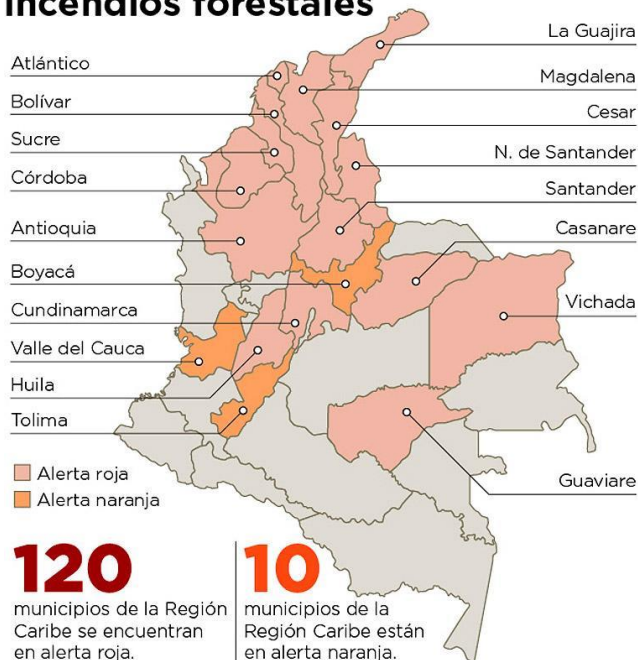 incendios forestales
Atlántico
Bolívar
Sucre
Córdoba
Antioquia
Boyacá
Cundinamarca
Valle del Cauca
Huila
Tolima
La Guajira
Magdalena
Cesar
N. de Santander
Santander
Casanare
Vichada
Guaviare
Alerta roja
Alerta naranja
120
municipios de la Región
Caribe se encuentran
en alerta roja.
10
municipios de la
Región Caribe están
en alerta naranja.